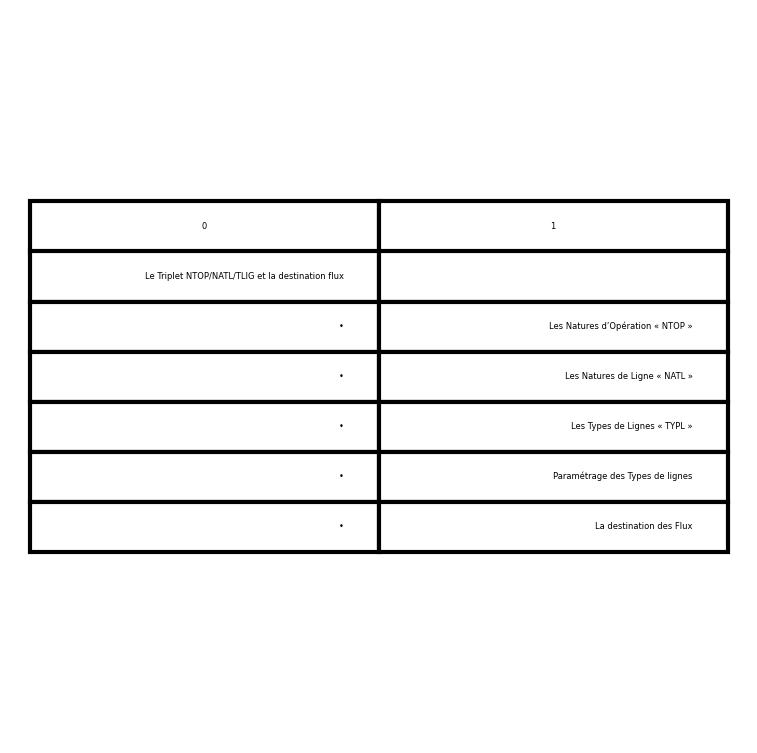 0 1
Le Triplet NTOP/NATL/TLIG et la destination flux
• Les Natures d’Opération « NTOP »
• Les Natures de Ligne « NATL »
• Les Types de Lignes « TYPL »
• Paramétrage des Types de lignes
• La destination des Flux